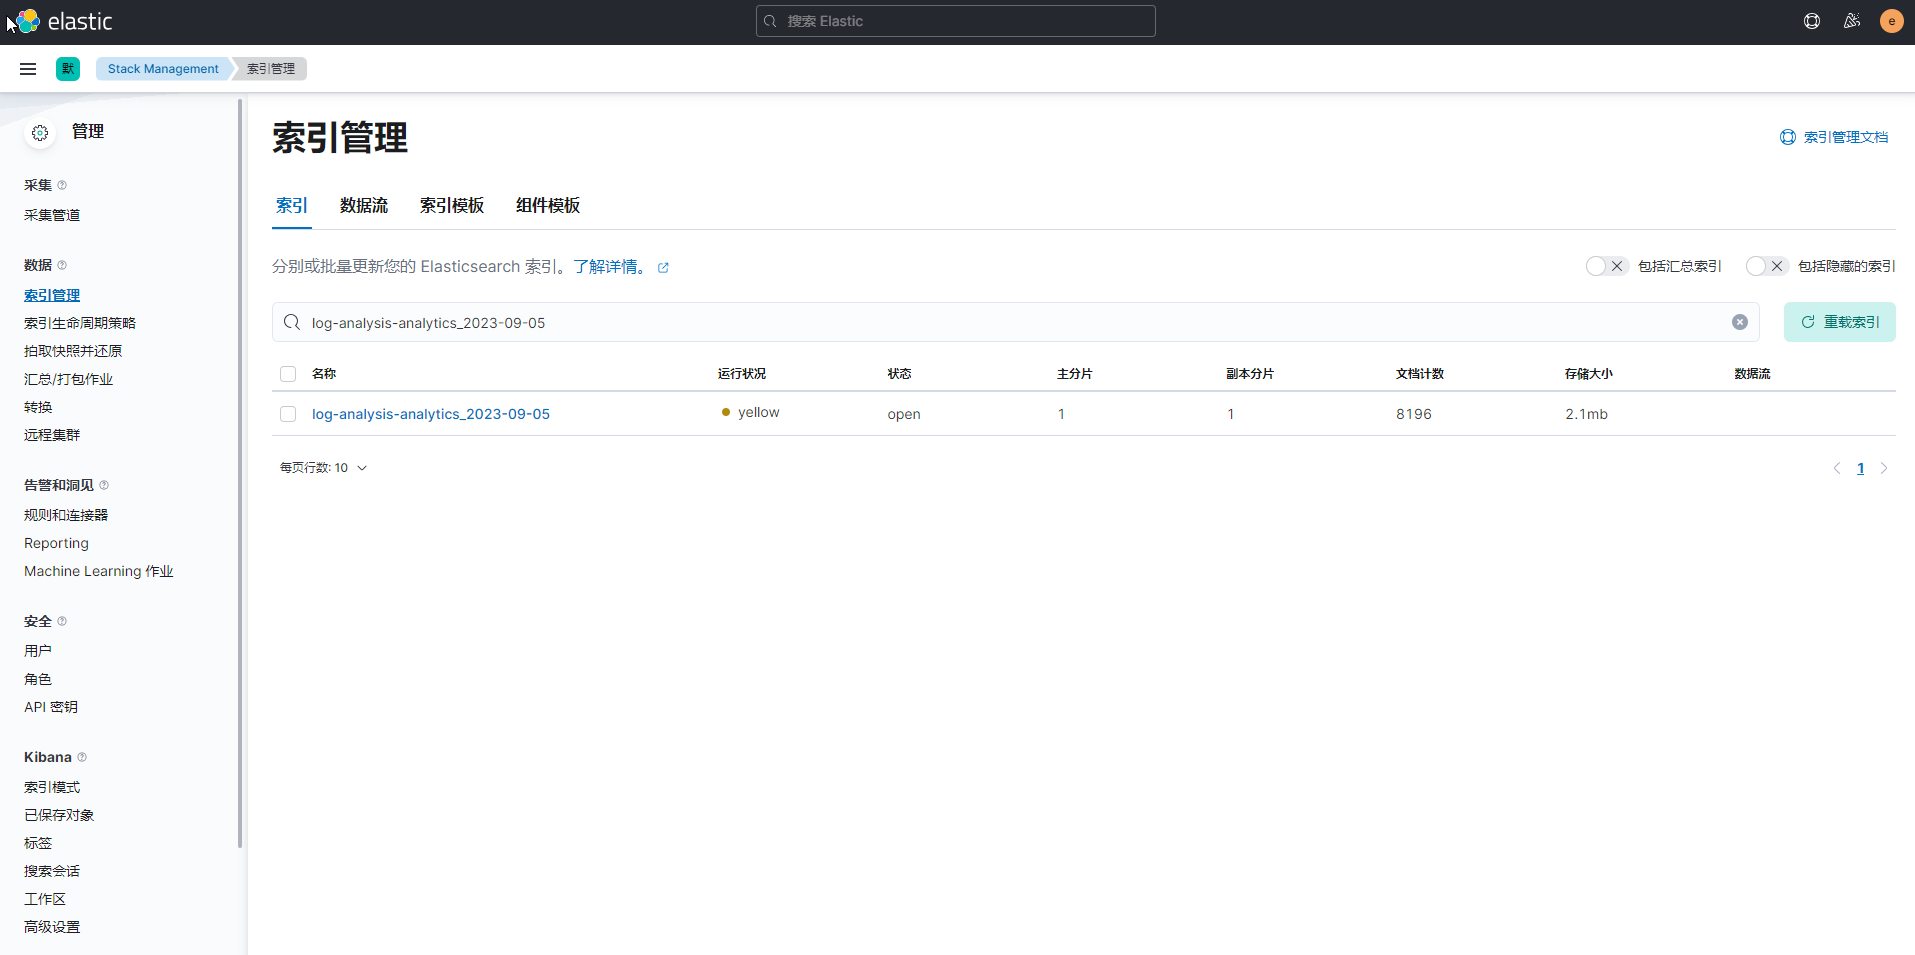 elastic
搜索 Elastic
e
默
Stack Management
索引管理
管理
采集
采集管道
数据
索引管理
索引生命周期策略
拍取快照并还原
汇总/打包作业
转换
远程集群
告警和洞见
规则和连接器
Reporting
Machine Learning 作业
安全
用户
角色
API 密钥
Kibana
索引模式
已保存对象
标签
搜索会话
工作区
高级设置
索引管理
索引管理文档
索引 数据流 索引模板 组件模板
分别或批量更新您的 Elasticsearch 索引。了解详情。
包括汇总索引 包括隐藏的索引
log-analysis-analytics_2023-09-05
重载索引
名称 运行状况 状态 主分片 副本分片 文档计数 存储大小 数据流
log-analysis-analytics_2023-09-05 yellow open 1 1 8196 2.1mb
每页行数: 10
1